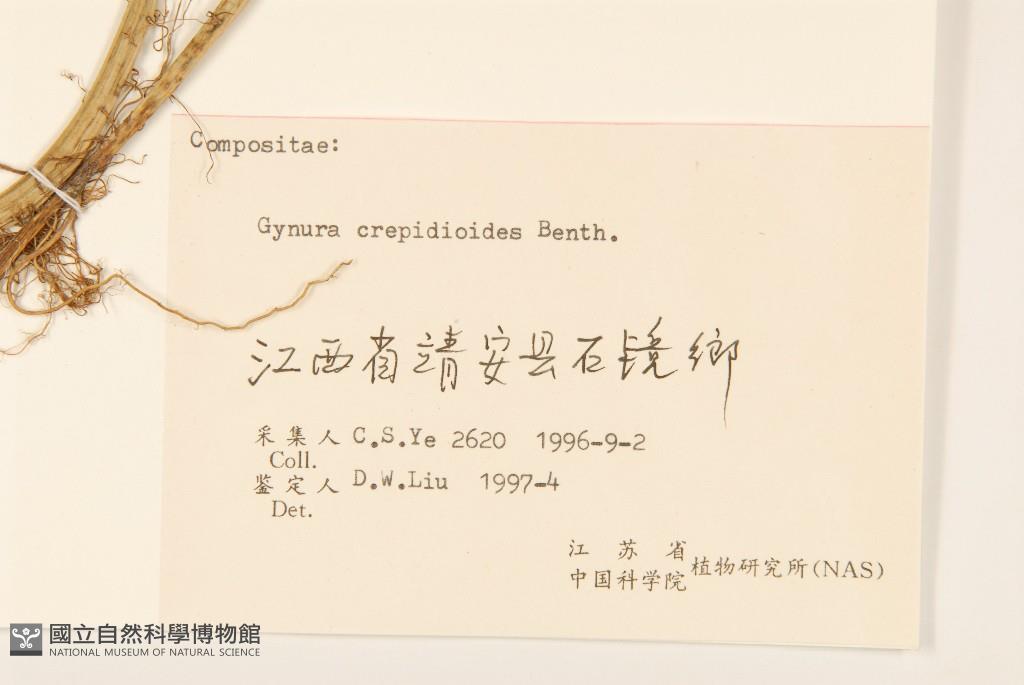 Compositae:
Gynura crepidioides Benth.
江西省靖安县石镜鄉
采集人 C.S.Ye 2620 1996-9-2
Coll.
鉴定人 D.W.Liu 1997-4
Det.
江苏省
中国科学院植物研究所(NAS)
國立自然科學博物館
NATIONAL MUSEUM OF NATURAL SCIENCE